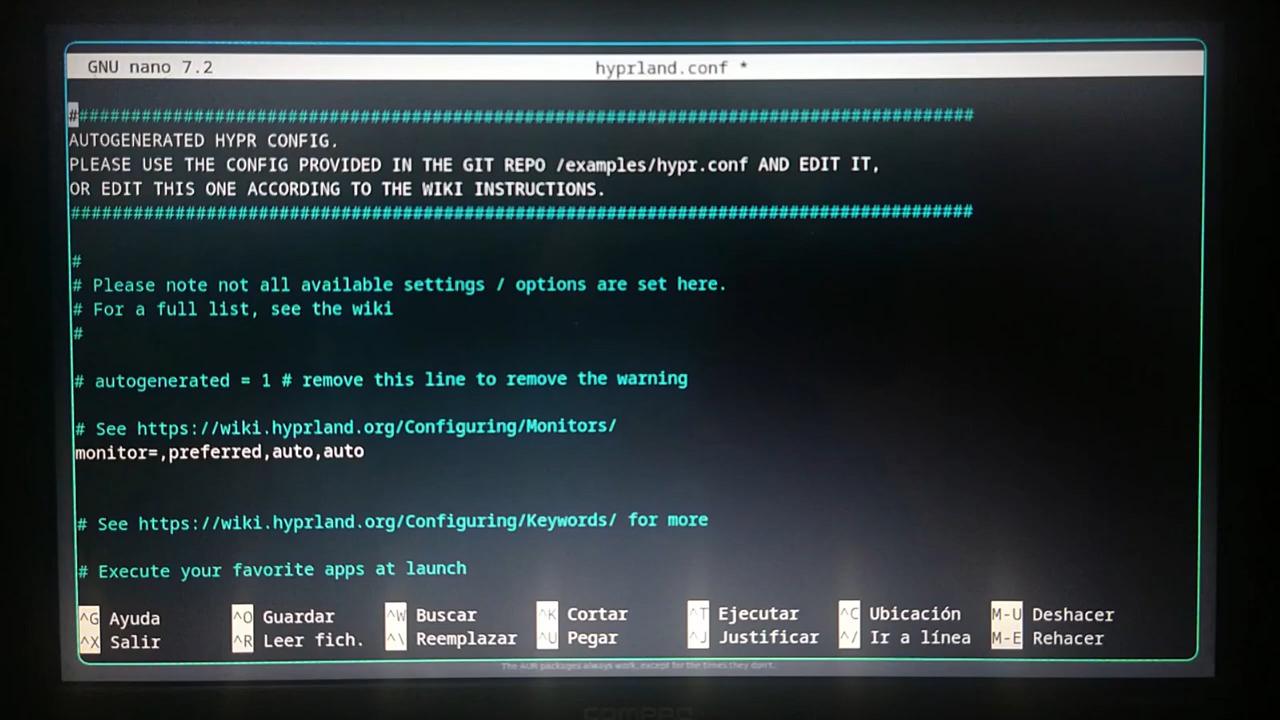 GNU nano 7.2 hyprland.conf *
#######################################################################################
AUTOGENERATED HYPR CONFIG.
PLEASE USE THE CONFIG PROVIDED IN THE GIT REPO /examples/hypr.conf AND EDIT IT,
OR EDIT THIS ONE ACCORDING TO THE WIKI INSTRUCTIONS.
#######################################################################################
#
# Please note not all available settings / options are set here.
# For a full list, see the wiki
#
# autogenerated = 1 # remove this line to remove the warning
# See https://wiki.hyprland.org/Configuring/Monitors/
monitor=,preferred,auto,auto
# See https://wiki.hyprland.org/Configuring/Keywords/ for more
# Execute your favorite apps at launch
^G Ayuda ^O Guardar ^W Buscar ^K Cortar ^T Ejecutar ^C Ubicación M-U Deshacer
^X Salir ^R Leer fich. ^\ Reemplazar ^U Pegar ^J Justificar ^/ Ir a línea M-E Rehacer
The AUR packages always work, except for the times they don't.
COMPAQ